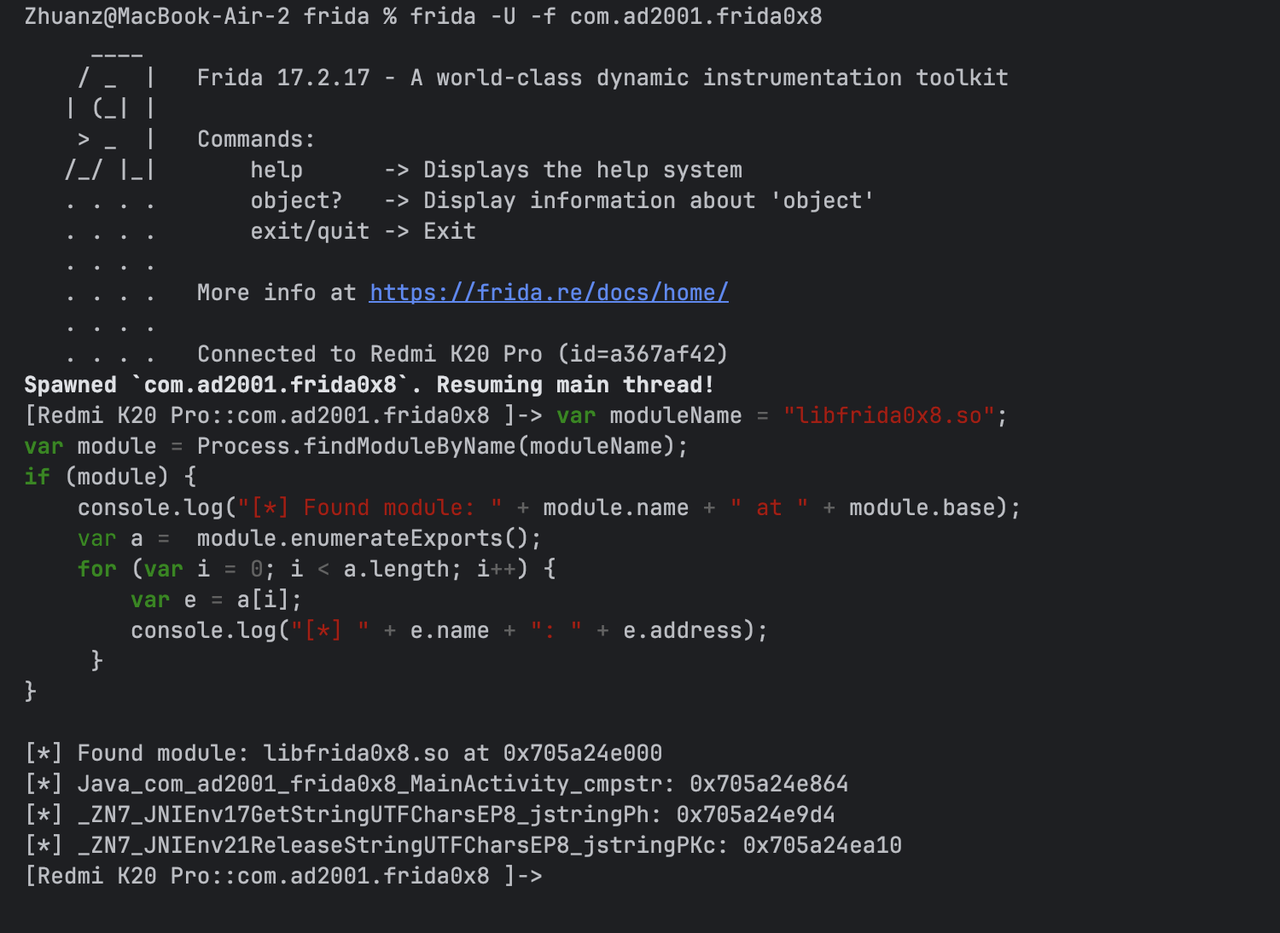 Zhuanz@MacBook-Air-2 frida % frida -U -f com.ad2001.frida0x8
     ____
    / _  |   Frida 17.2.17 - A world-class dynamic instrumentation toolkit
   | (_| |
    > _  |   Commands:
   /_/ |_|       help      -> Displays the help system
   . . . .       object?   -> Display information about 'object'
   . . . .       exit/quit -> Exit
   . . . .
   . . . .   More info at https://frida.re/docs/home/
   . . . .
   . . . .   Connected to Redmi K20 Pro (id=a367af42)
Spawned `com.ad2001.frida0x8`. Resuming main thread!
[Redmi K20 Pro::com.ad2001.frida0x8 ]-> var moduleName = "libfrida0x8.so";
var module = Process.findModuleByName(moduleName);
if (module) {
    console.log("[*] Found module: " + module.name + " at " + module.base);
    var a =  module.enumerateExports();
    for (var i = 0; i < a.length; i++) {
        var e = a[i];
        console.log("[*] " + e.name + ": " + e.address);
     }
}

[*] Found module: libfrida0x8.so at 0x705a24e000
[*] Java_com_ad2001_frida0x8_MainActivity_cmpstr: 0x705a24e864
[*] _ZN7_JNIEnv17GetStringUTFCharsEP8_jstringPh: 0x705a24e9d4
[*] _ZN7_JNIEnv21ReleaseStringUTFCharsEP8_jstringPKc: 0x705a24ea10
[Redmi K20 Pro::com.ad2001.frida0x8 ]->